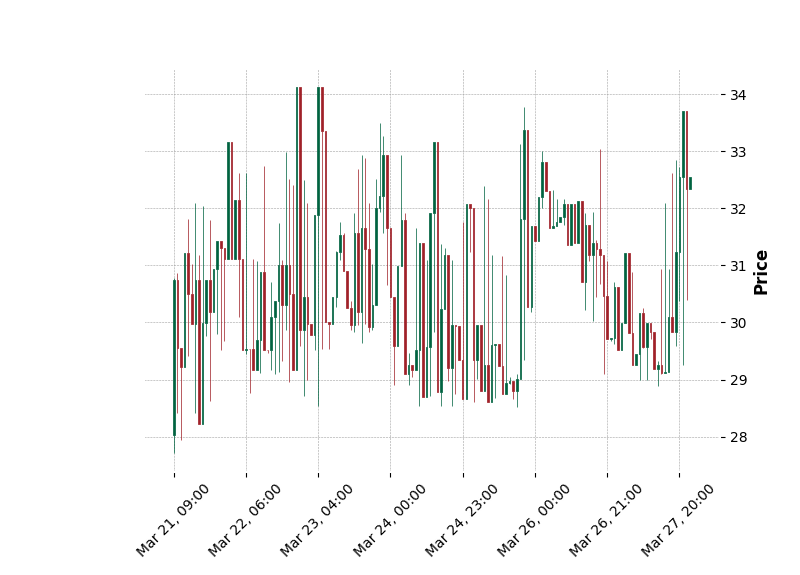 34
33
32
31
30
29
28
Price
Mar 21, 09:00
Mar 22, 06:00
Mar 23, 04:00
Mar 24, 00:00
Mar 24, 23:00
Mar 26, 00:00
Mar 26, 21:00
Mar 27, 20:00